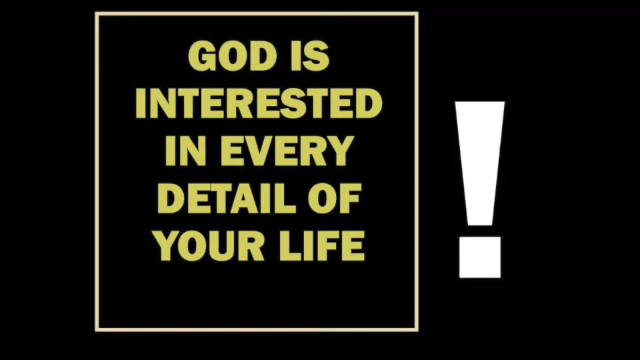 GOD IS
INTERESTED
IN EVERY
DETAIL OF
YOUR LIFE
!